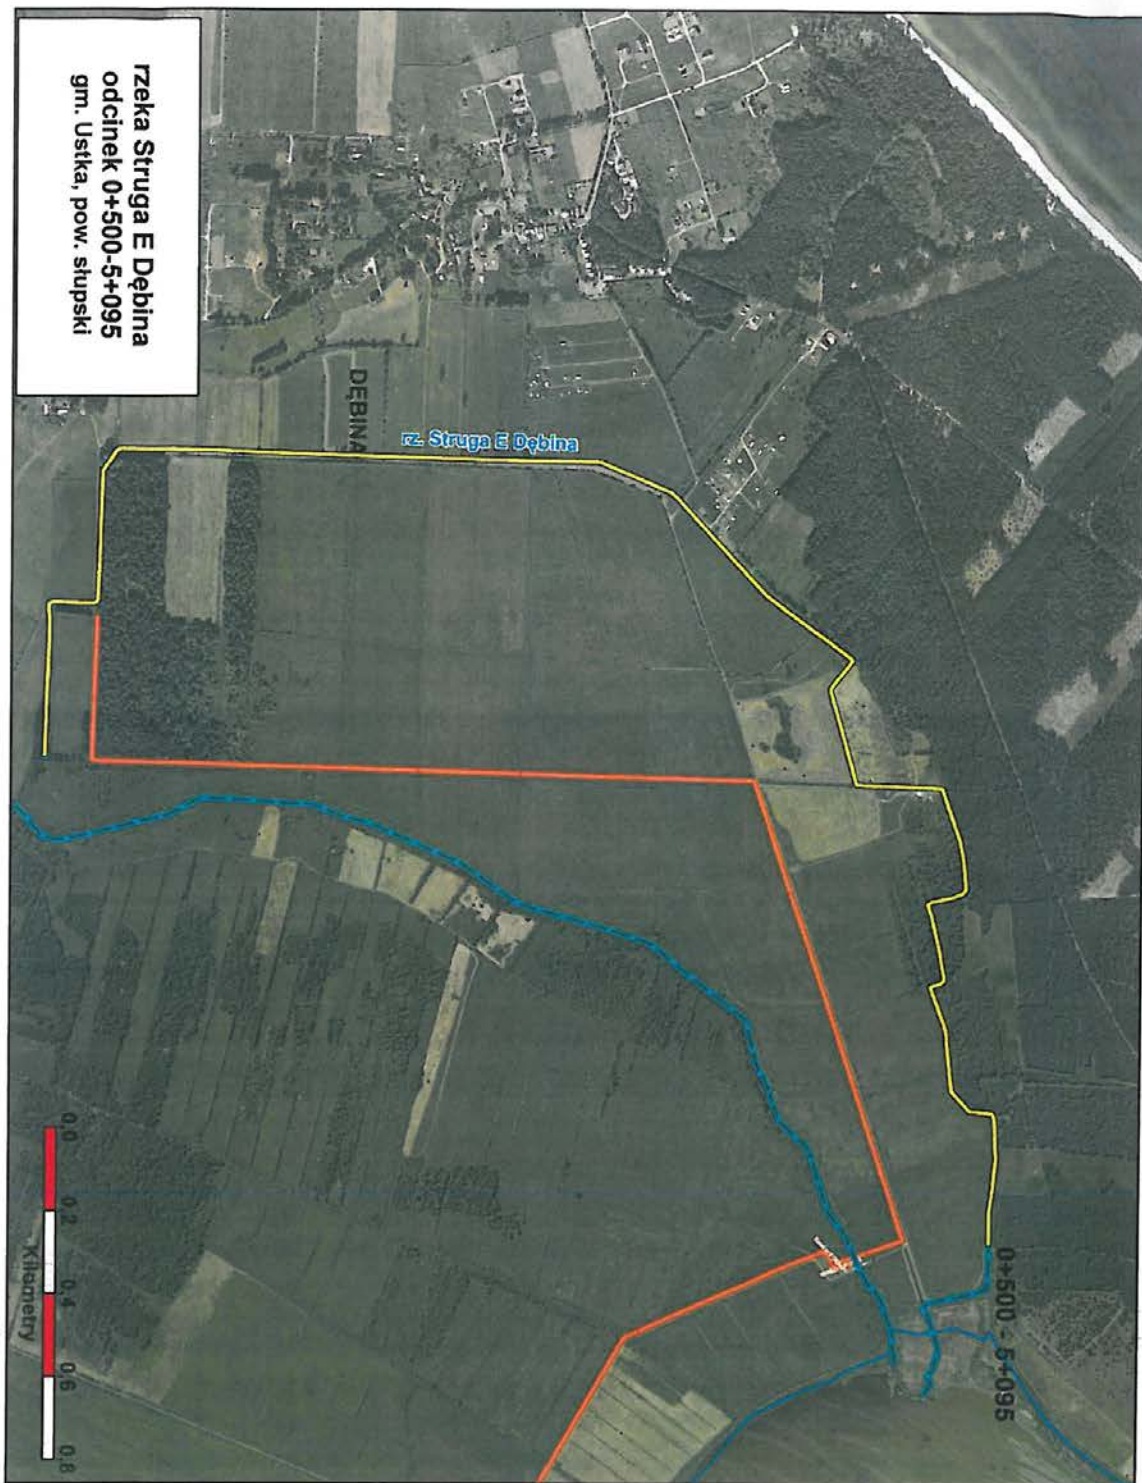 rzeka Struga E Dębina
odcinek 0+500-5+095
gm. Ustka, pow. słupski
DĘBINA
rz. Struga E Dębina
0+500 - 5+095
0,0 0,2 0,4 0,6 0,8
Kilometry